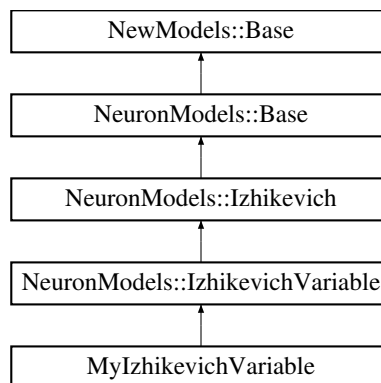 NewModels::Base
NeuronModels::Base
NeuronModels::Izhikevich
NeuronModels::IzhikevichVariable
MyIzhikevichVariable